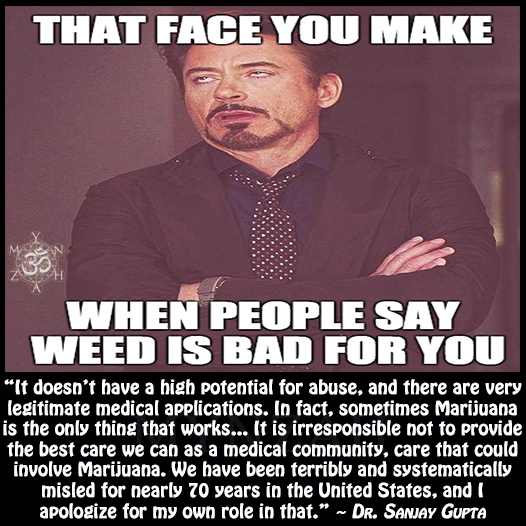 THAT FACE YOU MAKE
Y
M N
ॐ
Z H
A
WHEN PEOPLE SAY
WEED IS BAD FOR YOU
"It doesn't have a high potential for abuse, and there are very
legitimate medical applications. In fact, sometimes Marijuana
is the only thing that works... It is irresponsible not to provide
the best care we can as a medical community, care that could
involve Marijuana. We have been terribly and systematically
misled for nearly 70 years in the United States, and I
apologize for my own role in that." ~ Dr. Sanjay Gupta